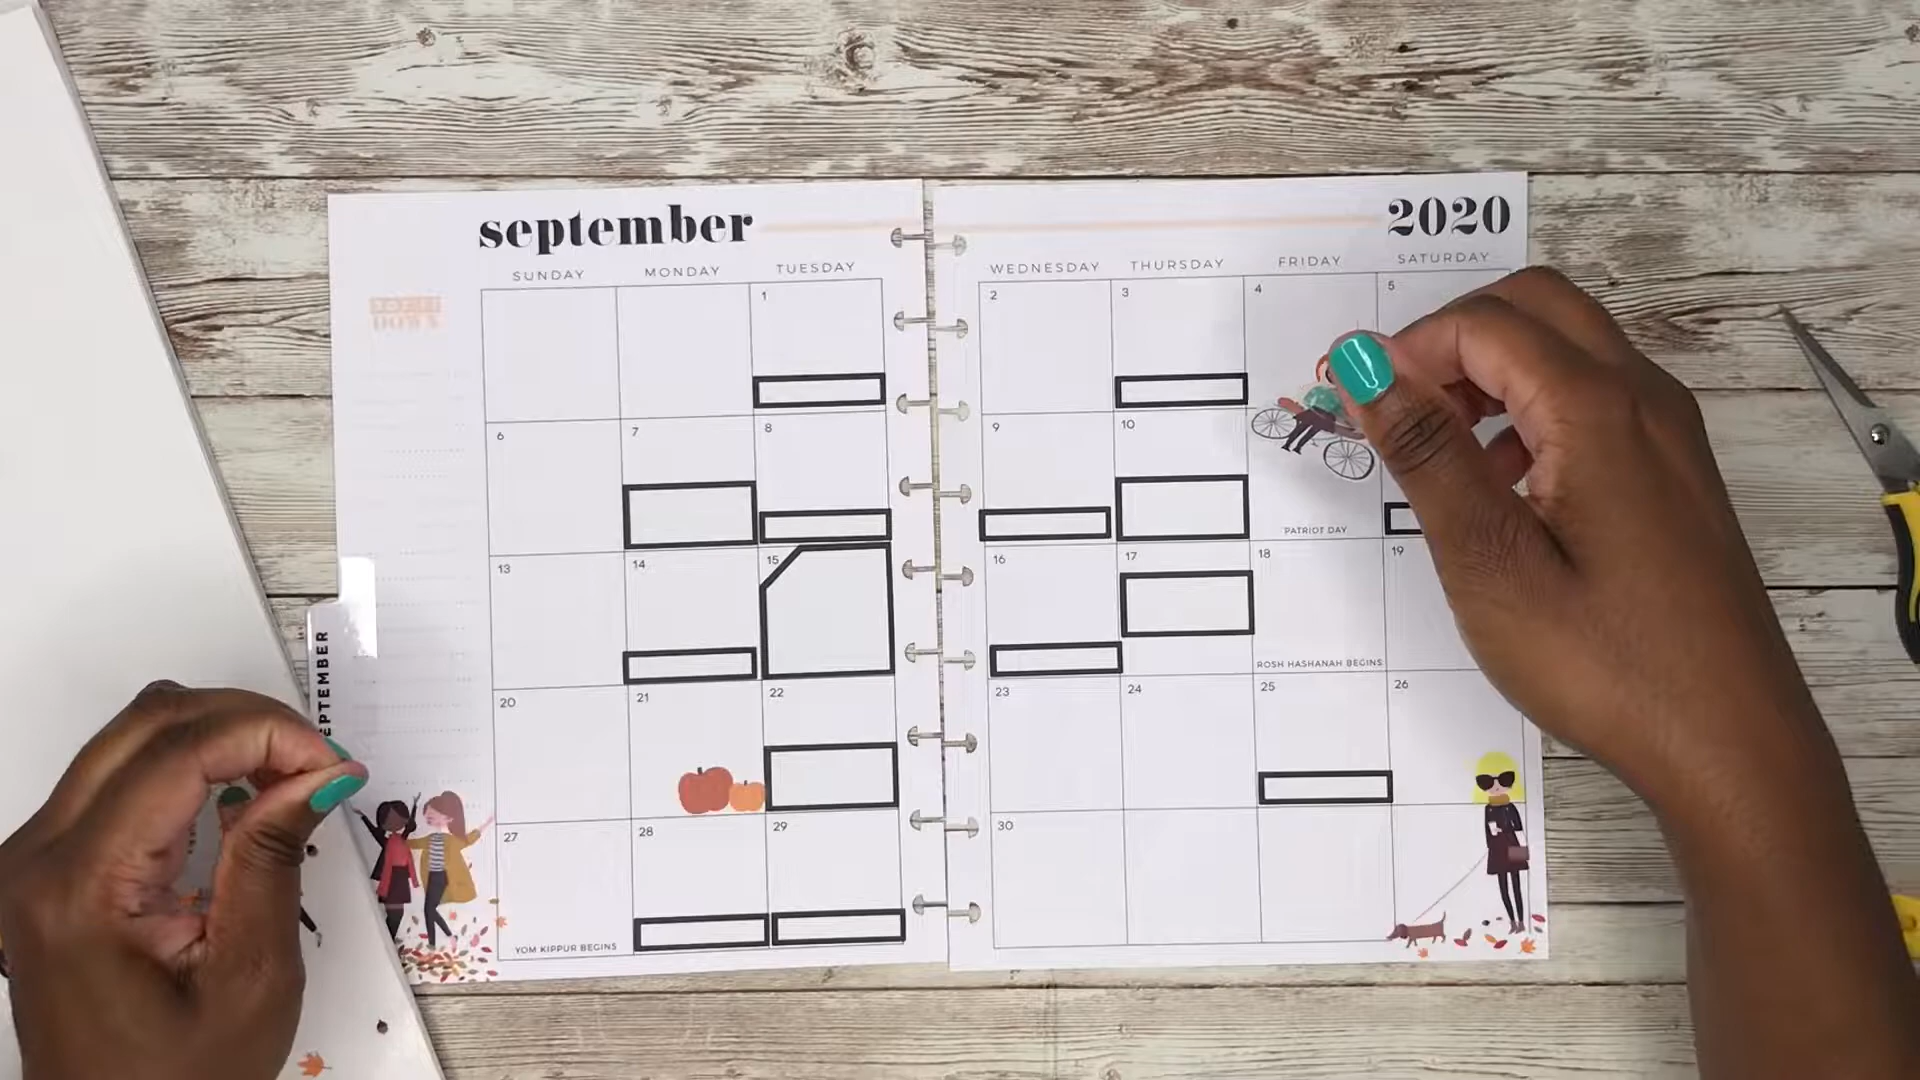 september 2020
SUNDAY MONDAY TUESDAY WEDNESDAY THURSDAY FRIDAY SATURDAY
1 2 3 4 5
6 7 8 9 10
PATRIOT DAY
13 14 15 16 17 18 19
ROSH HASHANAH BEGINS
20 21 22 23 24 25 26
27 28 29 30
YOM KIPPUR BEGINS